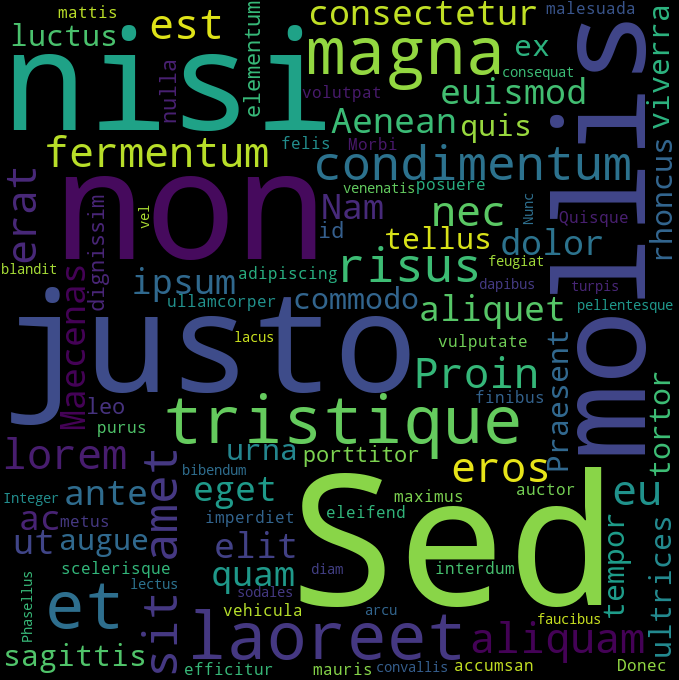 mattis
est
elementum
consectetur
malesuada
luctus
nisi
magna
ex
mollis
viverra
consequat
nulla
volutpat
euismod
Aenean
quis
fermentum
felis
Morbi
condimentum
rhoncus
non
erat
venenatis
posuere
dignissim
Nam
nec
Nunc
Quisque
vel
id
tellus
dolor
blandit
Maecenas
ipsum
adipiscing
risus
feugiat
dapibus
turpis
ullamcorper
commodo
aliquet
pellentesque
justo
lacus
vulputate
Praesent
Proin
tortor
leo
purus
tristique
finibus
lorem
urna
porttitor
eros
amet
bibendum
Integer
ante
eget
Sed
maximus
auctor
eu
ac
metus
imperdiet
eleifend
ut
augue
elit
tempor
ultrices
scelerisque
quam
diam
interdum
Phasellus
lectus
sodales
et
sit
vehicula
arcu
faucibus
laoreet
aliquam
sagittis
efficitur
mauris
convallis
accumsan
Donec